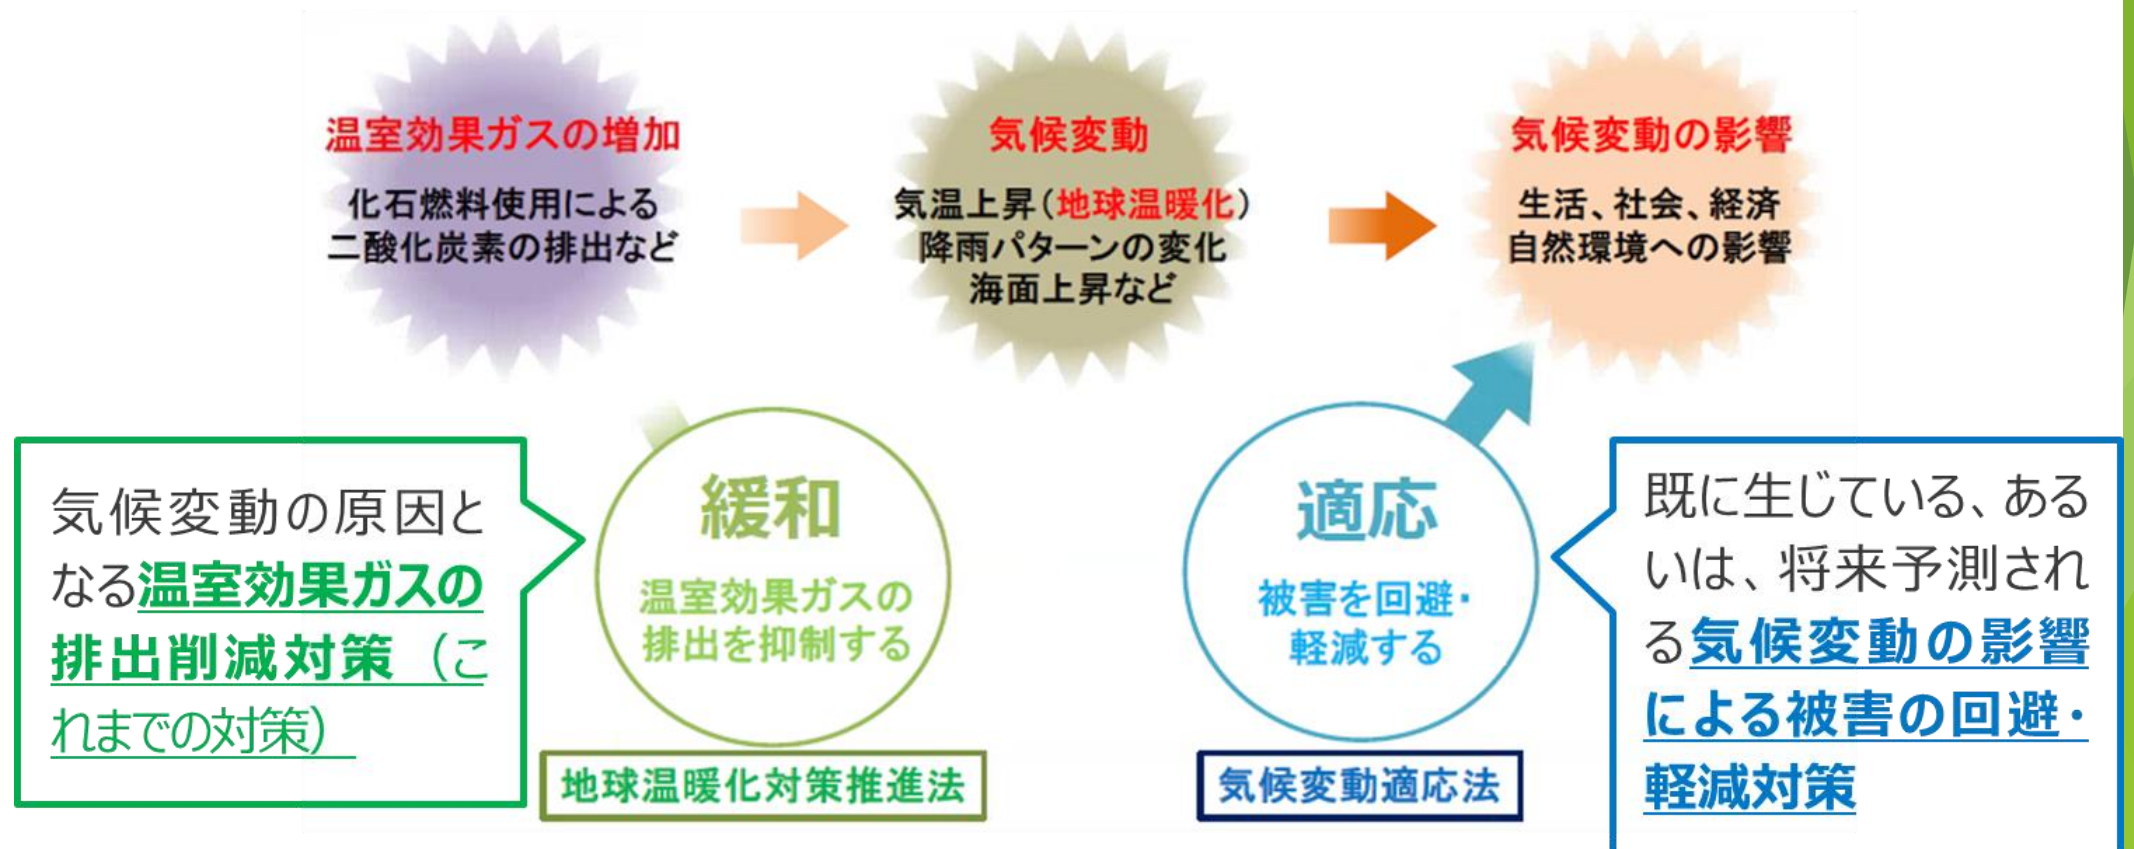 温室効果ガスの増加
化石燃料使用による
二酸化炭素の排出など
気候変動
気温上昇(地球温暖化)
降雨パターンの変化
海面上昇など
気候変動の影響
生活、社会、経済
自然環境への影響
気候変動の原因と
なる温室効果ガスの
排出削減対策（こ
れまでの対策）
緩和
温室効果ガスの
排出を抑制する
地球温暖化対策推進法
適応
被害を回避・
軽減する
気候変動適応法
既に生じている、ある
いは、将来予測され
る気候変動の影響
による被害の回避・
軽減対策